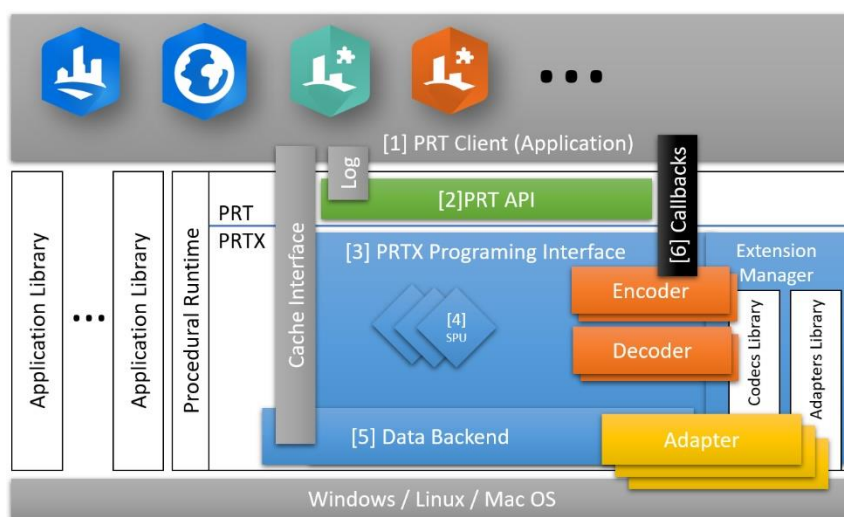 ...
[1] PRT Client (Application)
Application Library
...
Application Library
Procedural Runtime
PRT
PRTX
Cache Interface
Log
[2]PRT API
[6] Callbacks
[3] PRTX Programing Interface
Extension
Manager
[4]
SPU
Encoder
Decoder
Codecs Library
Adapters Library
[5] Data Backend
Adapter
Windows / Linux / Mac OS